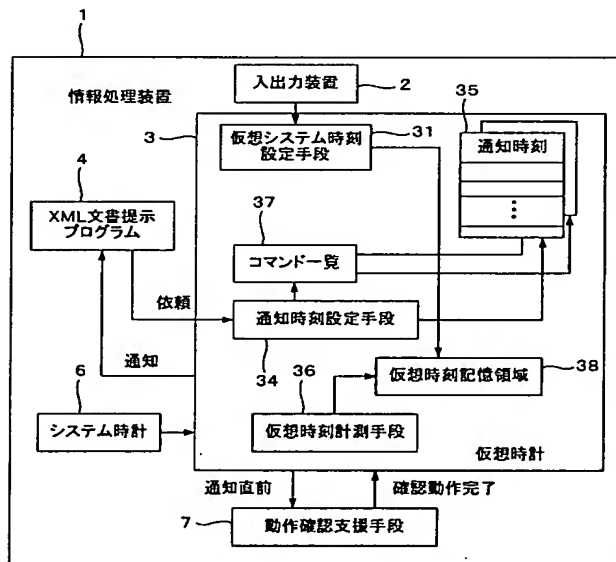 1
情報処理装置
入出力装置
2
3
仮想システム時刻
設定手段
31
35
通知時刻
4
XML文書提示
プログラム
37
コマンド一覧
依頼
通知時刻設定手段
34
通知
36
仮想時刻記憶領域
38
6
システム時計
仮想時刻計測手段
仮想時計
通知直前
確認動作完了
7
動作確認支援手段